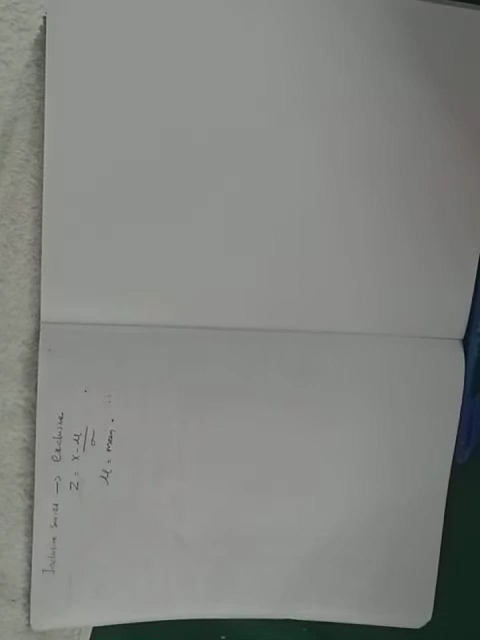 Inclusive series → exclusive
Z = x - μ
σ
μ = mean.